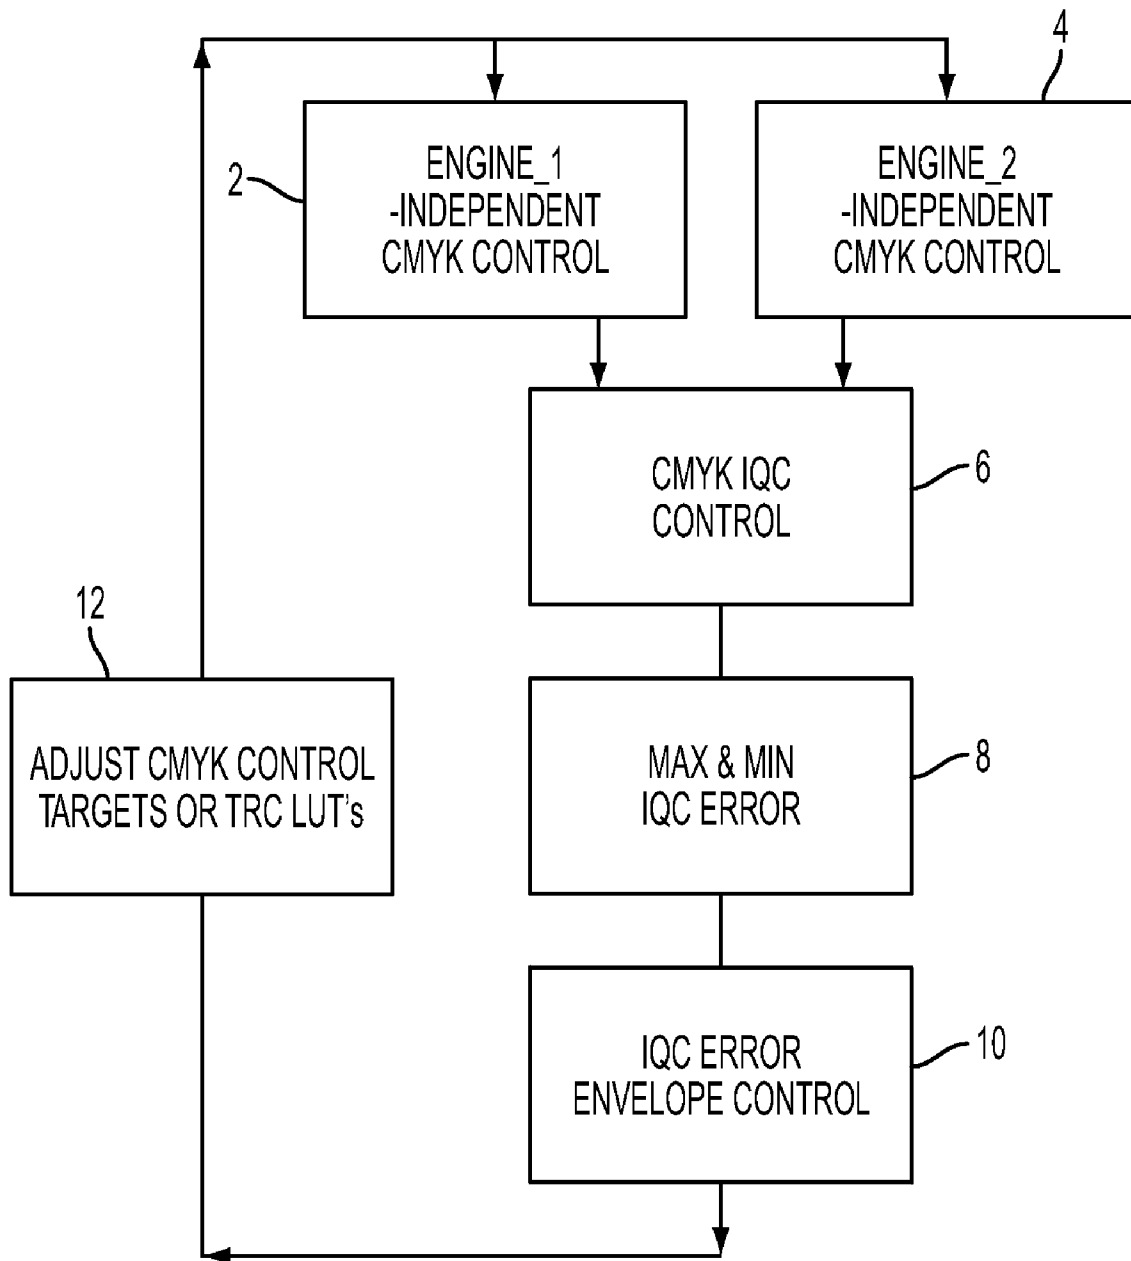 4
2
ENGINE_1
-INDEPENDENT
CMYK CONTROL
ENGINE_2
-INDEPENDENT
CMYK CONTROL
CMYK IQC
CONTROL
6
12
ADJUST CMYK CONTROL
TARGETS OR TRC LUT's
MAX & MIN
IQC ERROR
8
IQC ERROR
ENVELOPE CONTROL
10